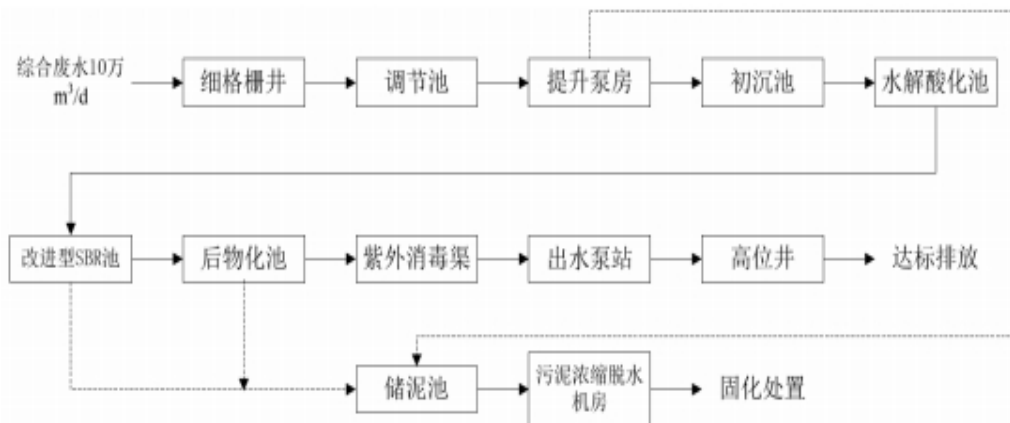 综合废水10万
m³/d
细格栅井
调节池
提升泵房
初沉池
水解酸化池
改进型SBR池
后物化池
紫外消毒渠
出水泵站
高位井
达标排放
储泥池
污泥浓缩脱水
机房
固化处置